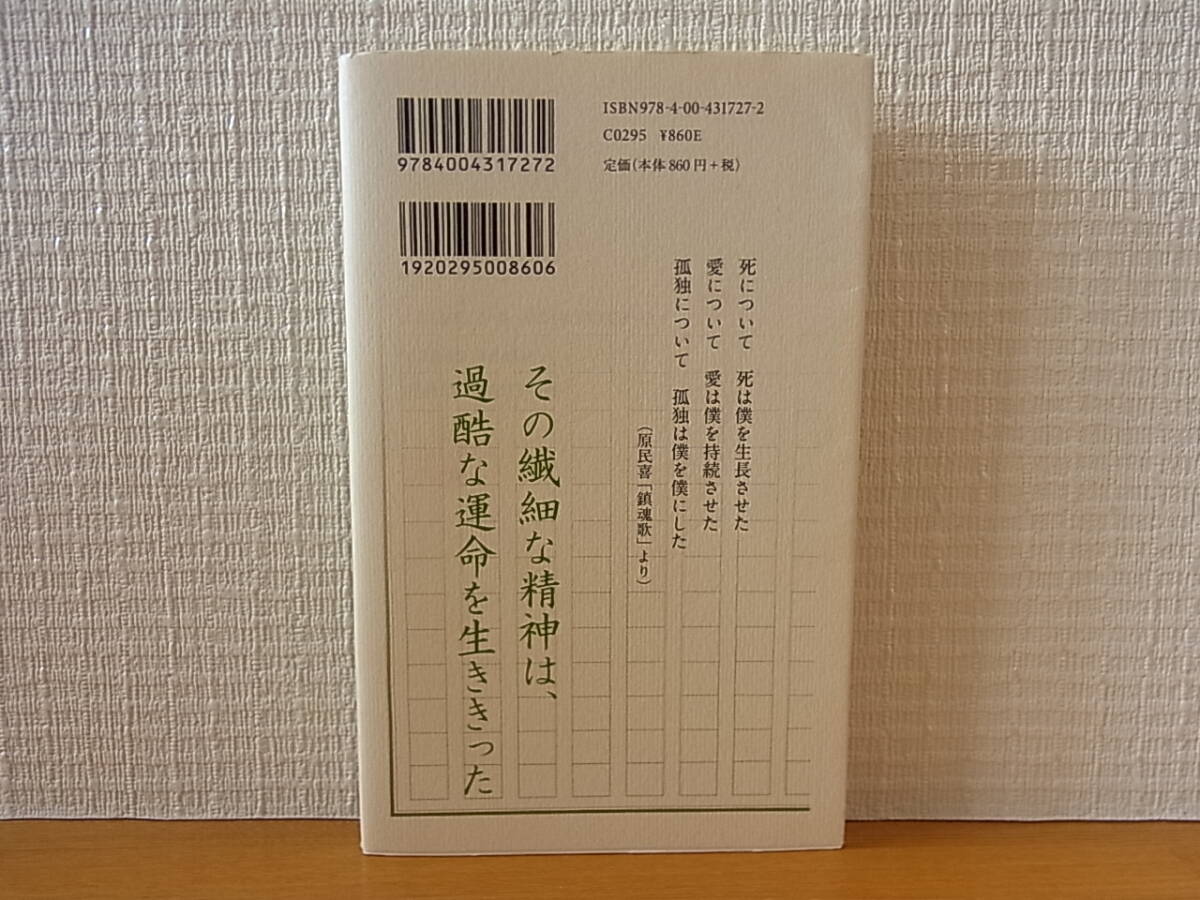 9784004317272
ISBN978-4-00-431727-2
C0295 ¥860E
定価(本体860円+税)
1920295008606
死について 死は僕を生長させた
愛について 愛は僕を持続させた
孤独について 孤独は僕を僕にした
(原民喜「鎮魂歌」より)
その繊細な精神は、
過酷な運命を生ききった